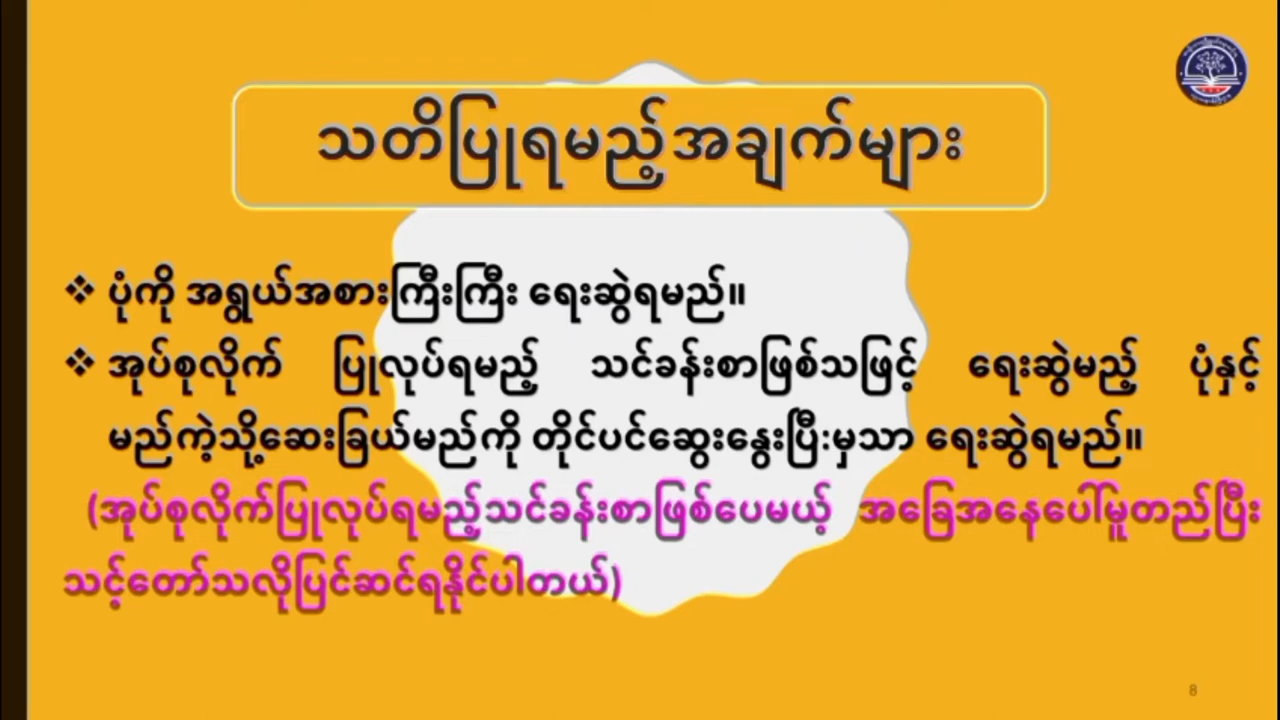 သတိပြုရမည့်အချက်များ
❖ ပုံကို အရွယ်အစားကြီးကြီး ရေးဆွဲရမည်။
❖ အုပ်စုလိုက် ပြုလုပ်ရမည့် သင်ခန်းစာဖြစ်သဖြင့် ရေးဆွဲမည့် ပုံနှင့်
မည်ကဲ့သို့ဆေးခြယ်မည်ကို တိုင်ပင်ဆွေးနွေးပြီးမှသာ ရေးဆွဲရမည်။
(အုပ်စုလိုက်ပြုလုပ်ရမည့်သင်ခန်းစာဖြစ်ပေမယ့် အခြေအနေပေါ်မူတည်ပြီး
သင့်တော်သလိုပြင်ဆင်ရနိုင်ပါတယ်)
8